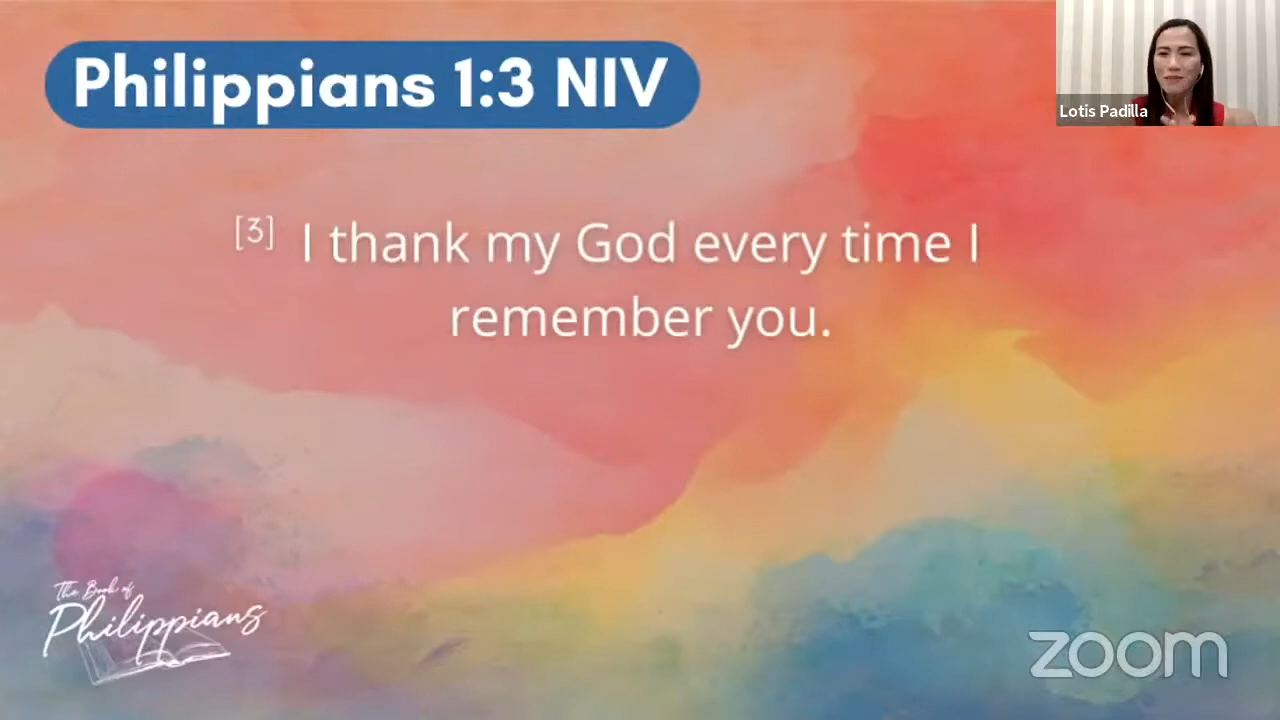 Philippians 1:3 NIV
Lotis Padilla
[3] I thank my God every time I
remember you.
The Book of
Philippians
zoom